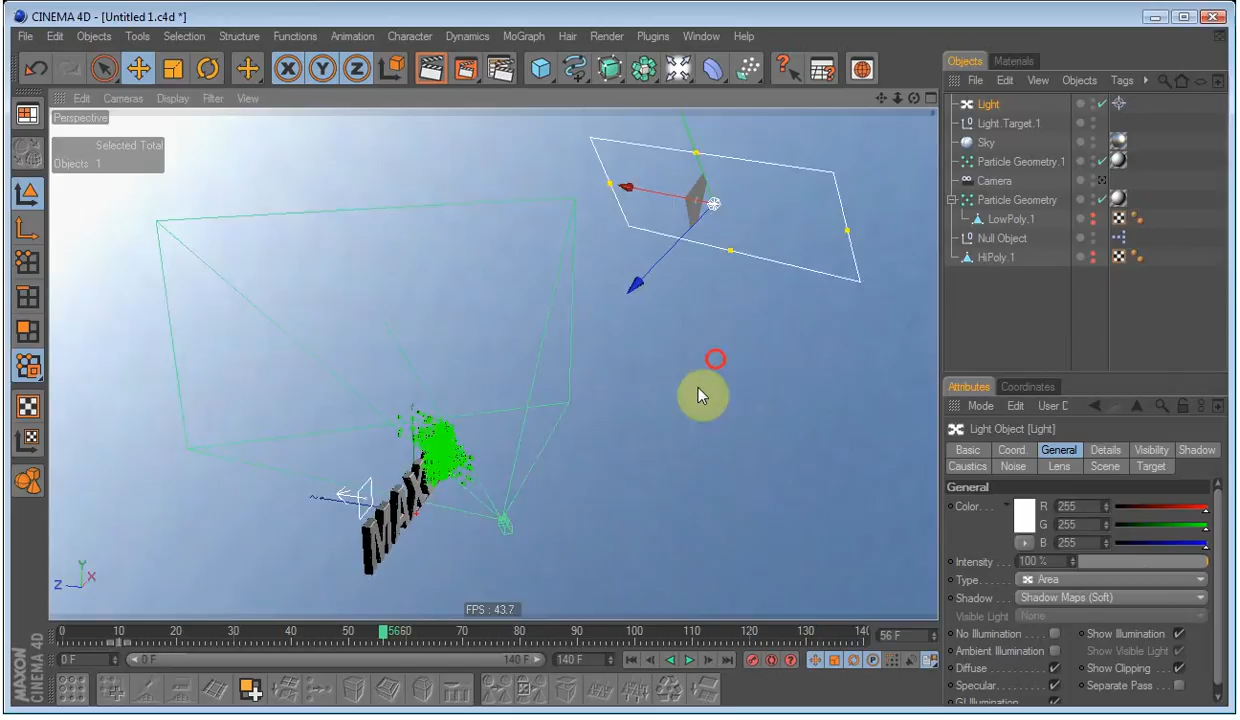 CINEMA 4D - [Untitled 1.c4d *]
File Edit Objects Tools Selection Structure Functions Animation Character Dynamics MoGraph Hair Render Plugins Window Help
X Y Z
Objects Materials
File Edit View Objects Tags
Edit Cameras Display Filter View
Perspective
Selected Total
Objects 1
Light
Light.Target.1
Sky
Particle Geometry.1
Camera
Particle Geometry
LowPoly.1
Null Object
HiPoly.1
MAX
Y
Z X
FPS : 43.7
Attributes Coordinates
Mode Edit User D
Light Object [Light]
Basic Coord. General Details Visibility Shadow
Caustics Noise Lens Scene Target
General
Color. . . R 255
G 255
B 255
Intensity . . . 100 %
Type. . . . . . Area
Shadow . . . Shadow Maps (Soft)
Visible Light None
No Illumination . . . . Show Illumination
Ambient Illumination Show Visible Light
Diffuse . . . . . . . . Show Clipping . .
Specular. . . . . . . . Separate Pass . .
GI Illumination
0 10 20 30 40 50 5660 70 80 90 100 110 120 130 14( 56 F
0 F 0 F 140 F 140 F
P
MAXON
CINEMA 4D